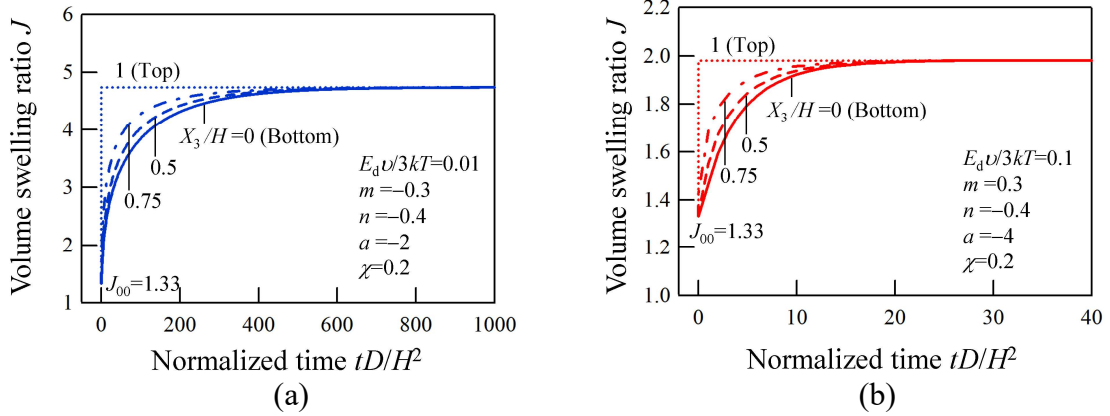 Volume swelling ratio J
6
5
4
3
2
1
1 (Top)
X₃/H=0 (Bottom)
0.5
0.75
E_dυ/3kT=0.01
m=−0.3
n=−0.4
a=−2
χ=0.2
J₀₀=1.33
0 200 400 600 800 1000
Normalized time tD/H²
(a)
Volume swelling ratio J
2.2
2.0
1.8
1.6
1.4
1.2
1.0
1 (Top)
X₃/H=0 (Bottom)
0.5
0.75
E_dυ/3kT=0.1
m=0.3
n=−0.4
a=−4
χ=0.2
J₀₀=1.33
0 10 20 30 40
Normalized time tD/H²
(b)